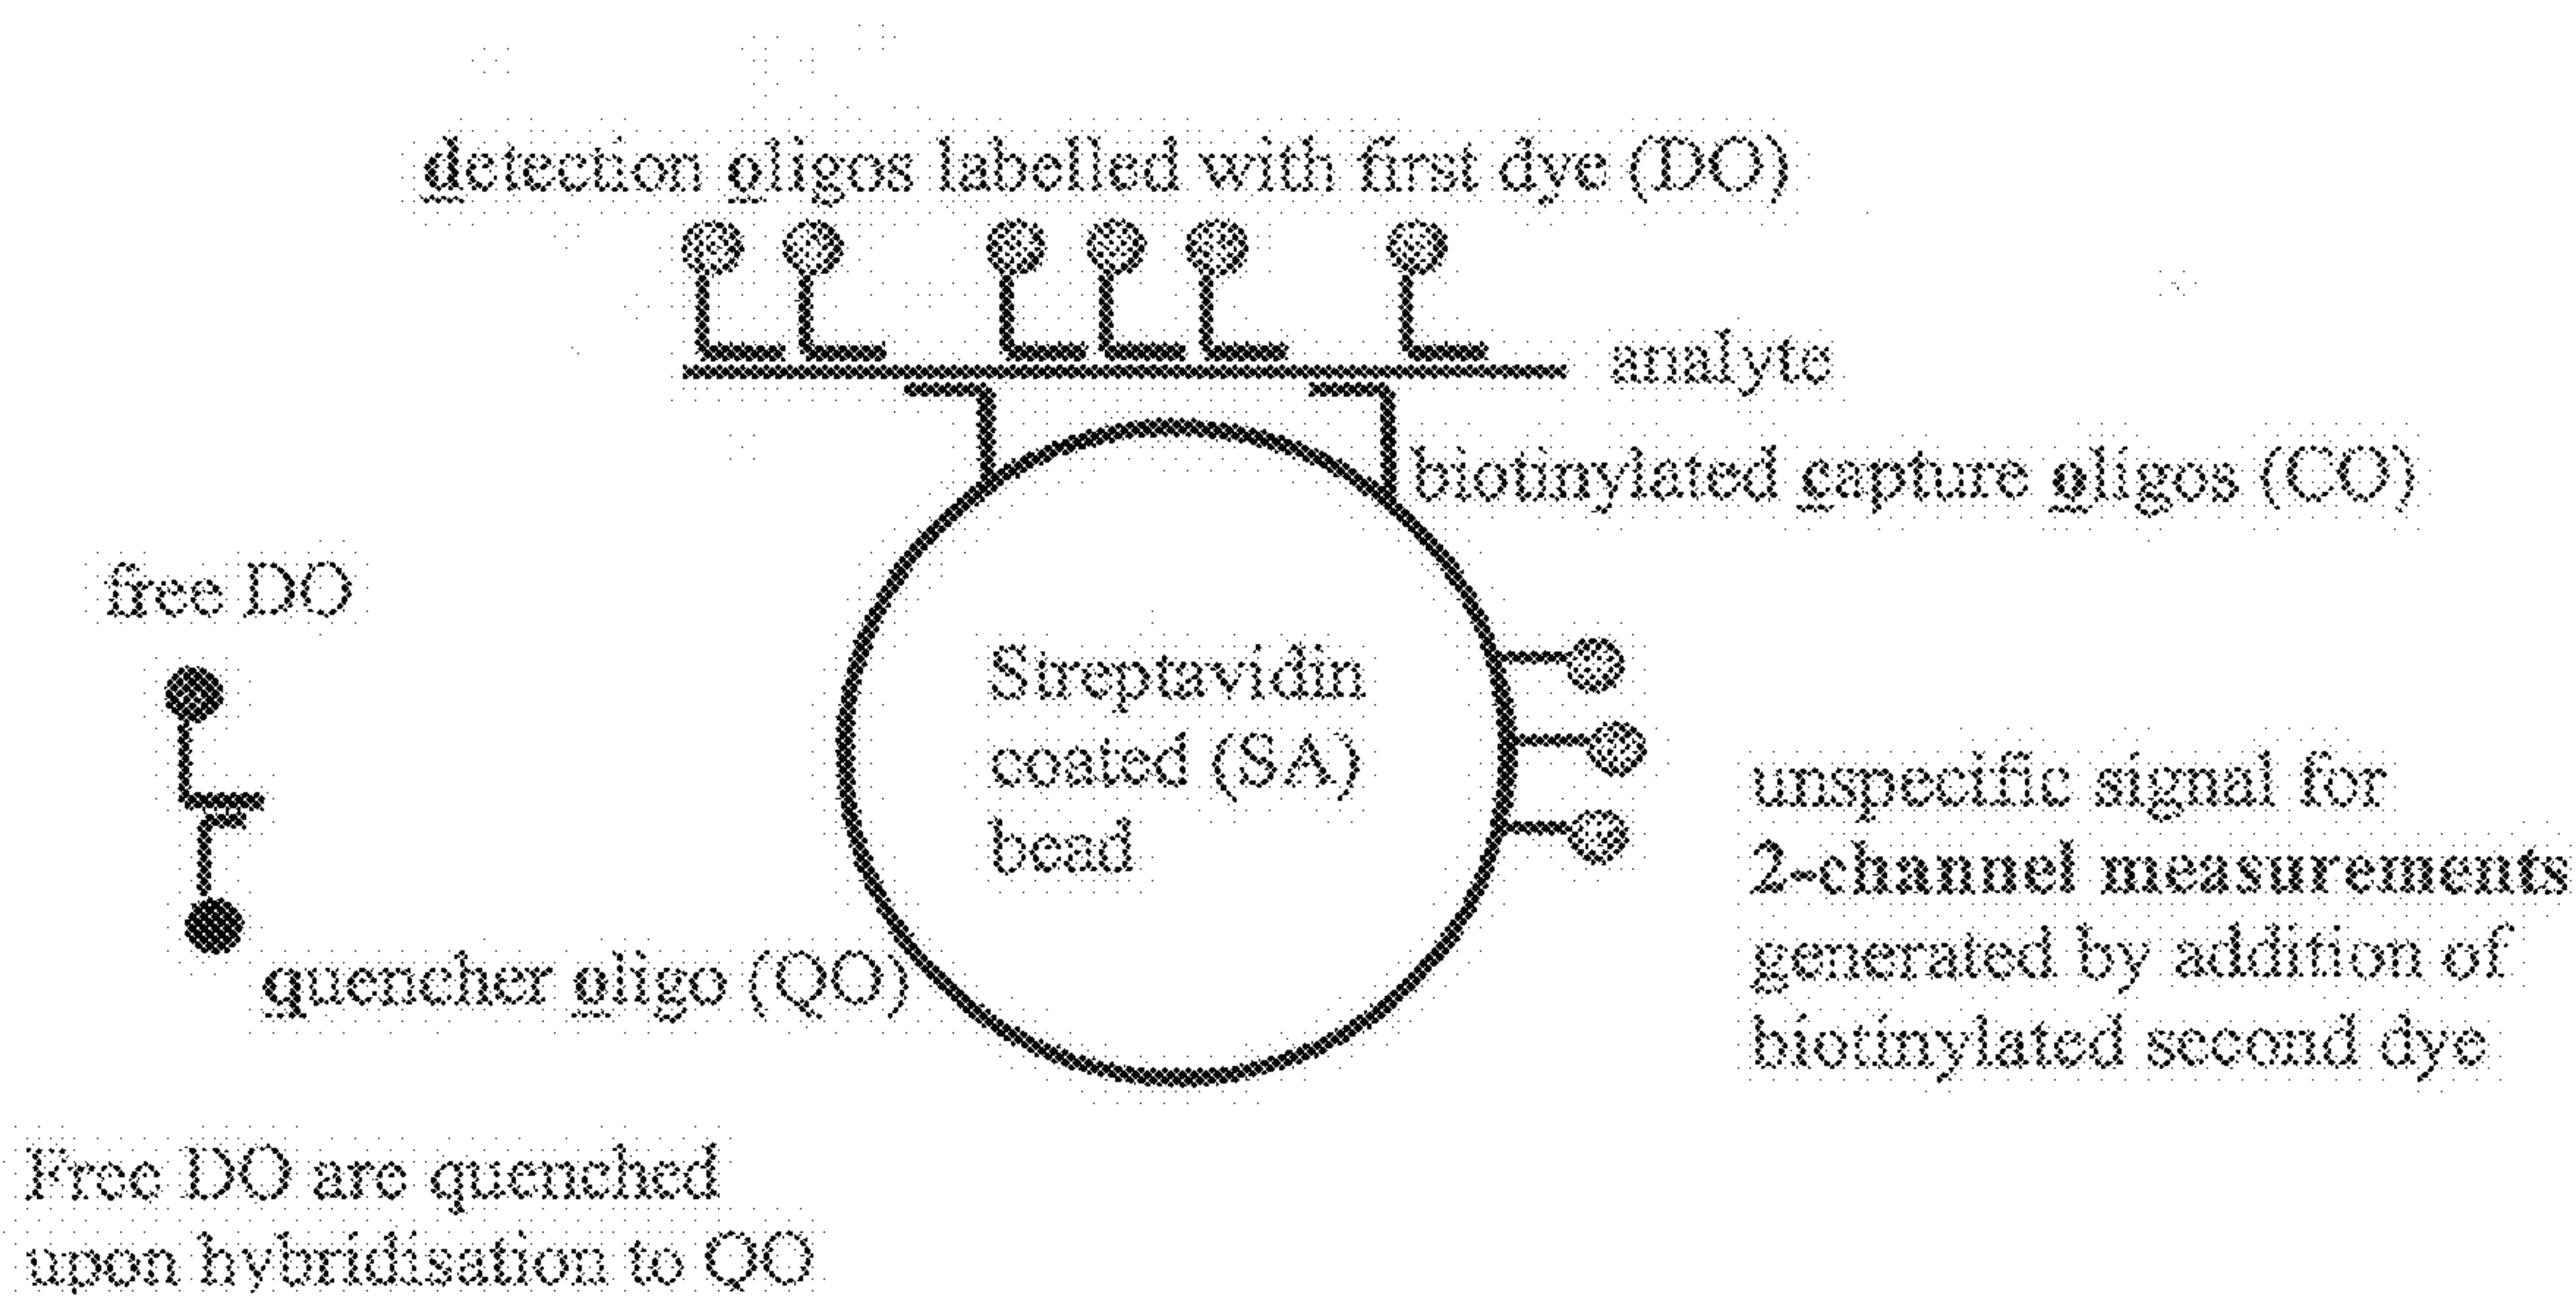 detection oligos labelled with first dye (DO)
analyte
biotinylated capture oligos (CO)
free DO
Streptavidin
coated (SA)
bead
unspecific signal for
2-channel measurements
generated by addition of
biotinylated second dye
quencher oligo (QO)
Free DO are quenched
upon hybridisation to QO